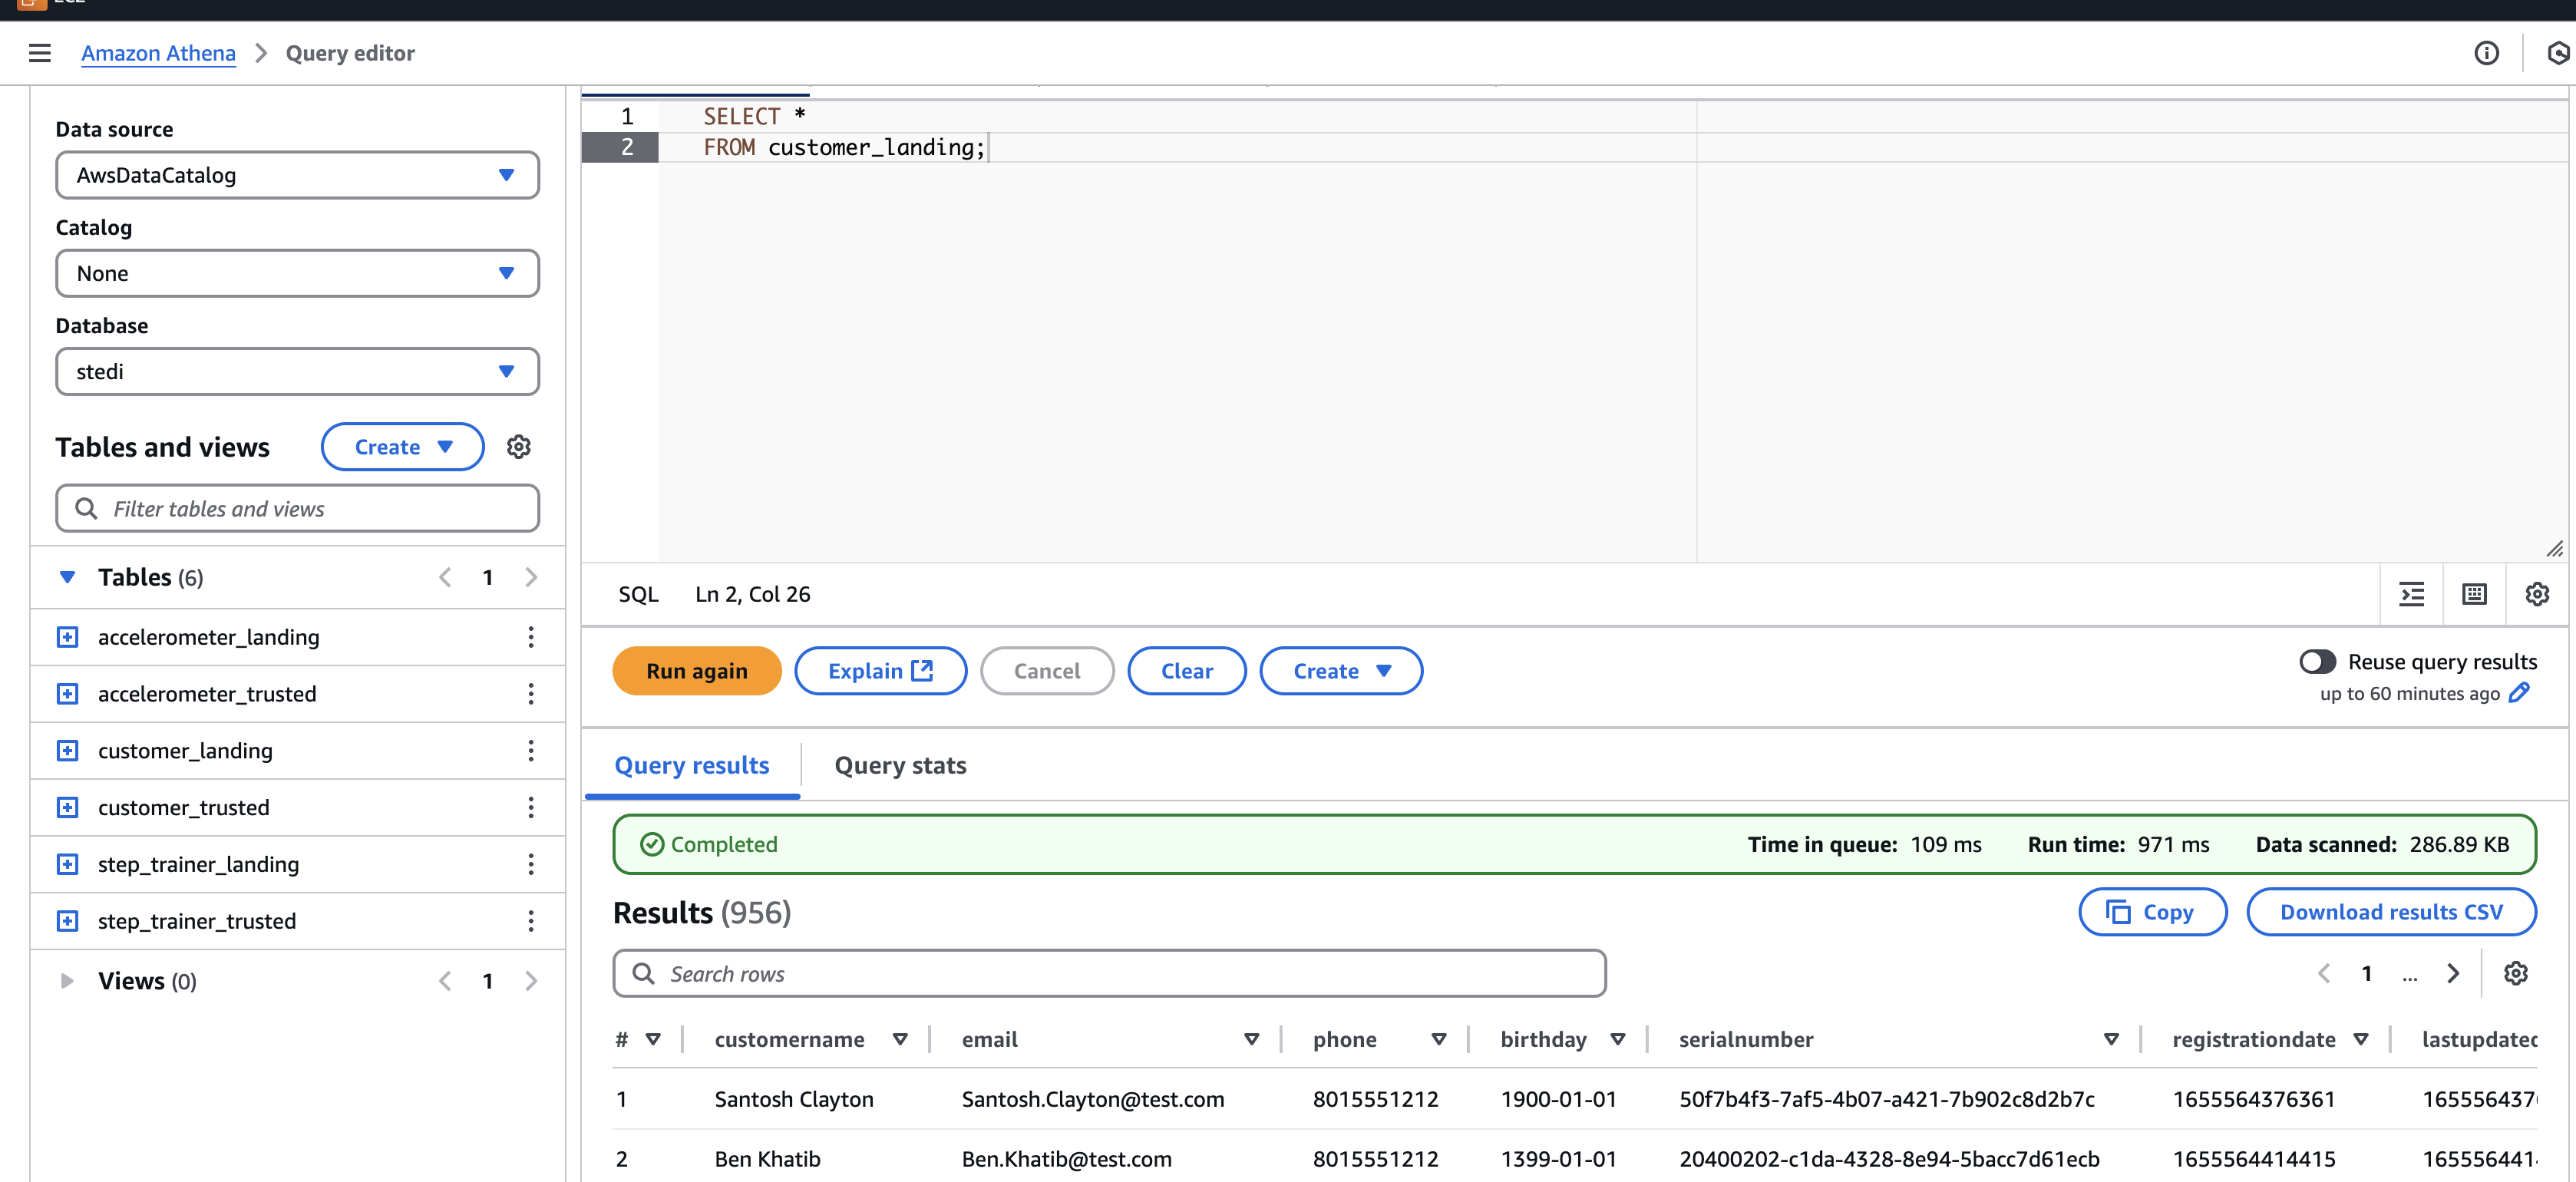 Amazon Athena > Query editor
Data source
AwsDataCatalog
Catalog
None
Database
stedi
Tables and views
Create
Filter tables and views
Tables (6)
1
accelerometer_landing
accelerometer_trusted
customer_landing
customer_trusted
step_trainer_landing
step_trainer_trusted
Views (0)
1
1 SELECT *
2 FROM customer_landing;
SQL Ln 2, Col 26
Run again
Explain
Cancel
Clear
Create
Reuse query results
up to 60 minutes ago
Query results
Query stats
Completed
Time in queue: 109 ms Run time: 971 ms Data scanned: 286.89 KB
Results (956)
Copy
Download results CSV
Search rows
1 ...
# customername email phone birthday serialnumber registrationdate
1 Santosh Clayton Santosh.Clayton@test.com 8015551212 1900-01-01 50f7b4f3-7af5-4b07-a421-7b902c8d2b7c 1655564376361
2 Ben Khatib Ben.Khatib@test.com 8015551212 1399-01-01 20400202-c1da-4328-8e94-5bacc7d61ecb 1655564414415